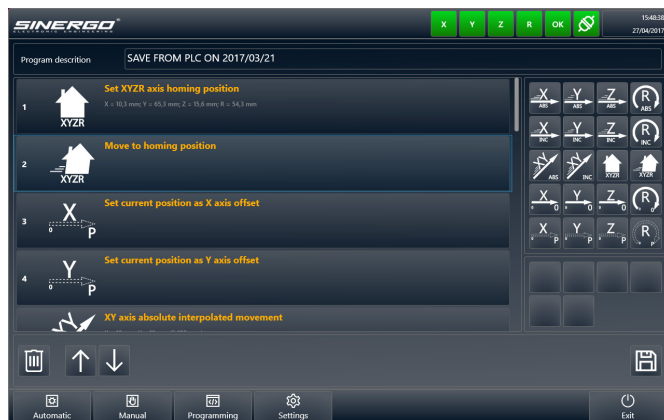 SINERGO
ELECTRONIC ENGINEERING
X Y Z R OK
15:48:38
27/04/2017
Program descrition
SAVE FROM PLC ON 2017/03/21
1
XYZR
Set XYZR axis homing position
X = 10,3 mm; Y = 65,3 mm; Z = 15,6 mm; R = 54,3 mm
2
XYZR
Move to homing position
3
X
0 P
Set current position as X axis offset
4
Y
0 P
Set current position as Y axis offset
XY axis absolute interpolated movement
X ABS Y ABS Z ABS R ABS
X INC Y INC Z INC R INC
XY ABS XY INC XYZR XYZR
X 0 Y 0 Z 0 R 0
X P Y P Z P R P
Automatic Manual Programming Settings Exit